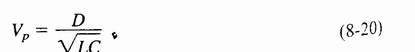 V_p = D / √LC (8-20)